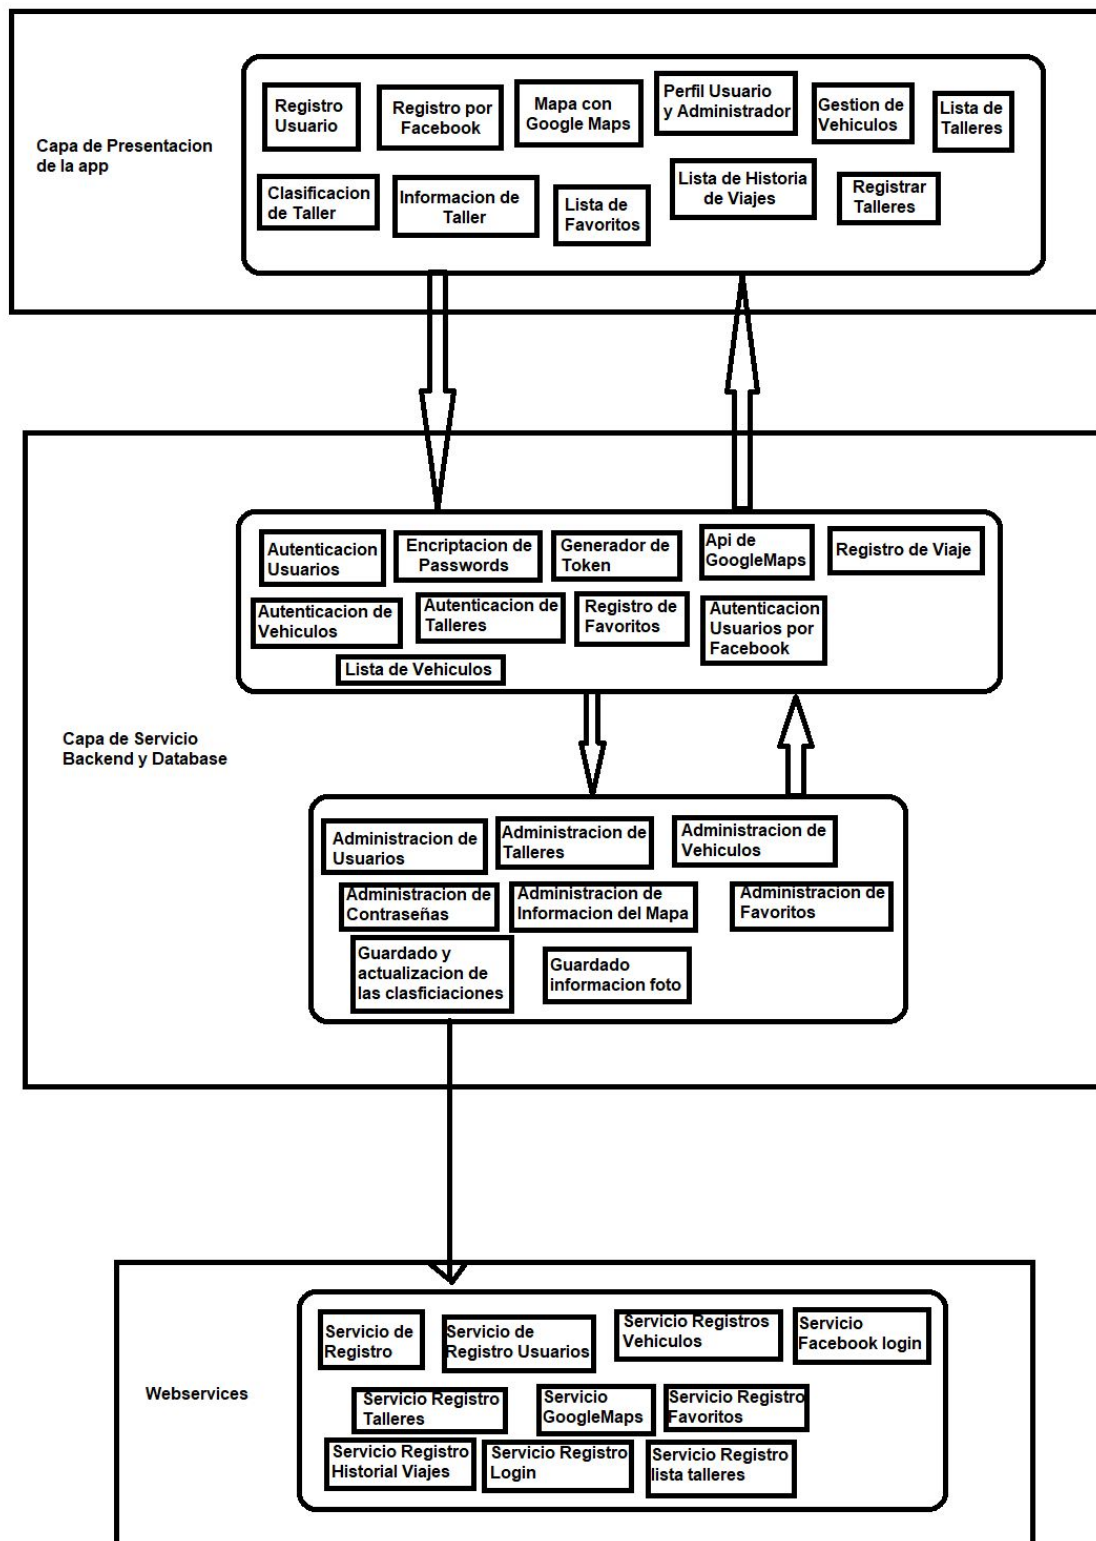 Registro
Usuario
Registro por
Facebook
Mapa con
Google Maps
Perfil Usuario
y Administrador
Gestion de
Vehiculos
Lista de
Talleres
Capa de Presentacion
de la app
Clasificacion
de Taller
Informacion de
Taller
Lista de
Favoritos
Lista de Historia
de Viajes
Registrar
Talleres
Autenticacion
Usuarios
Encriptacion de
Passwords
Generador de
Token
Api de
GoogleMaps
Registro de Viaje
Autenticacion de
Vehiculos
Autenticacion de
Talleres
Registro de
Favoritos
Autenticacion
Usuarios por
Facebook
Lista de Vehiculos
Capa de Servicio
Backend y Database
Administracion de
Usuarios
Administracion de
Talleres
Administracion de
Vehiculos
Administracion de
Contraseñas
Administracion de
Informacion del Mapa
Administracion de
Favoritos
Guardado y
actualizacion de
las clasficiaciones
Guardado
informacion foto
Servicio de
Registro
Servicio de
Registro Usuarios
Servicio Registros
Vehiculos
Servicio
Facebook login
Webservices
Servicio Registro
Talleres
Servicio
GoogleMaps
Servicio Registro
Favoritos
Servicio Registro
Historial Viajes
Servicio Registro
Login
Servicio Registro
lista talleres